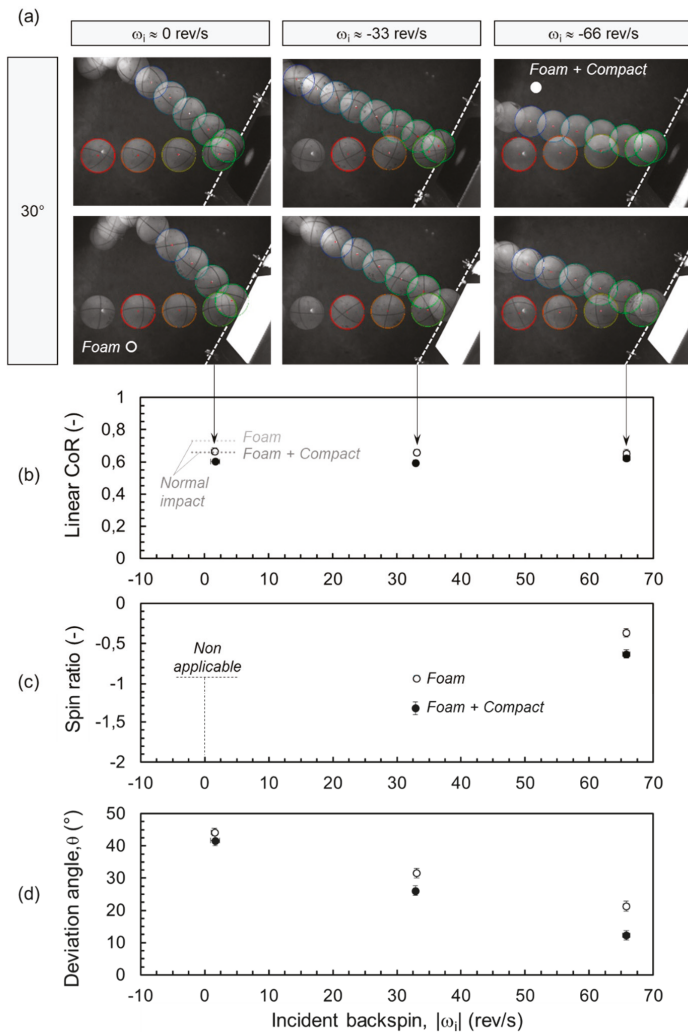 (a)
ωi ≈ 0 rev/s
ωi ≈ -33 rev/s
ωi ≈ -66 rev/s
30°
Foam + Compact
Foam
(b)
Linear CoR (-)
1
0,8
0,6
0,4
0,2
0
Foam
Foam + Compact
Normal
impact
-10 0 10 20 30 40 50 60 70
(c)
Spin ratio (-)
0
-0,5
-1
-1,5
-2
Non
applicable
Foam
Foam + Compact
-10 0 10 20 30 40 50 60 70
(d)
Deviation angle,θ (°)
50
40
30
20
10
0
-10 0 10 20 30 40 50 60 70
Incident backspin, |ωi| (rev/s)